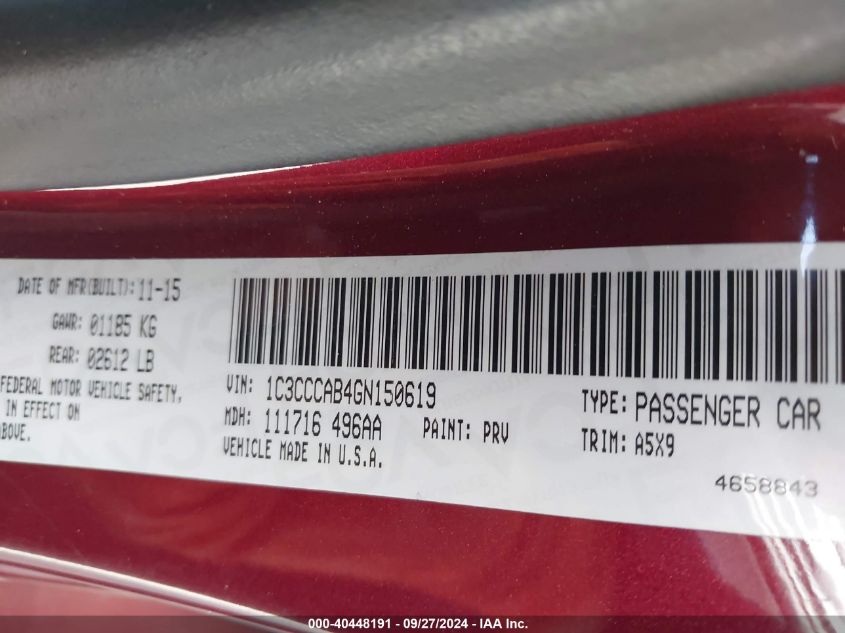 DATE OF MFR(BUILT): 11-15
GAWR: 01185 KG
REAR: 02612 LB
FEDERAL MOTOR VEHICLE SAFETY,
IN EFFECT ON
ABOVE.
VIN: 1C3CCCAB4GN150619
MDH: 111716 496AA
PAINT: PRV
VEHICLE MADE IN U.S.A.
TYPE: PASSENGER CAR
TRIM: A5X9
4658843
000-40448191 - 09/27/2024 - IAA Inc.